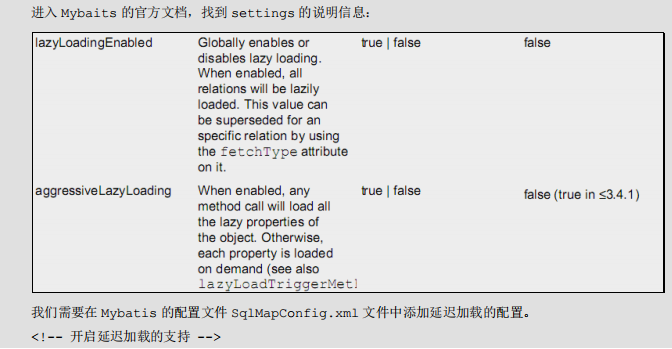 进入 Mybaits 的官方文档，找到 settings 的说明信息：
lazyLoadingEnabled Globally enables or true | false false
disables lazy loading.
When enabled, all
relations will be lazily
loaded. This value can
be superseded for an
specific relation by using
the fetchType attribute
on it.
aggressiveLazyLoading When enabled, any true | false false (true in ≤3.4.1)
method call will load all
the lazy properties of
the object. Otherwise,
each property is loaded
on demand (see also
lazyLoadTriggerMetl
我们需要在 Mybatis 的配置文件 SqlMapConfig.xml 文件中添加延迟加载的配置。
<!-- 开启延迟加载的支持 -->